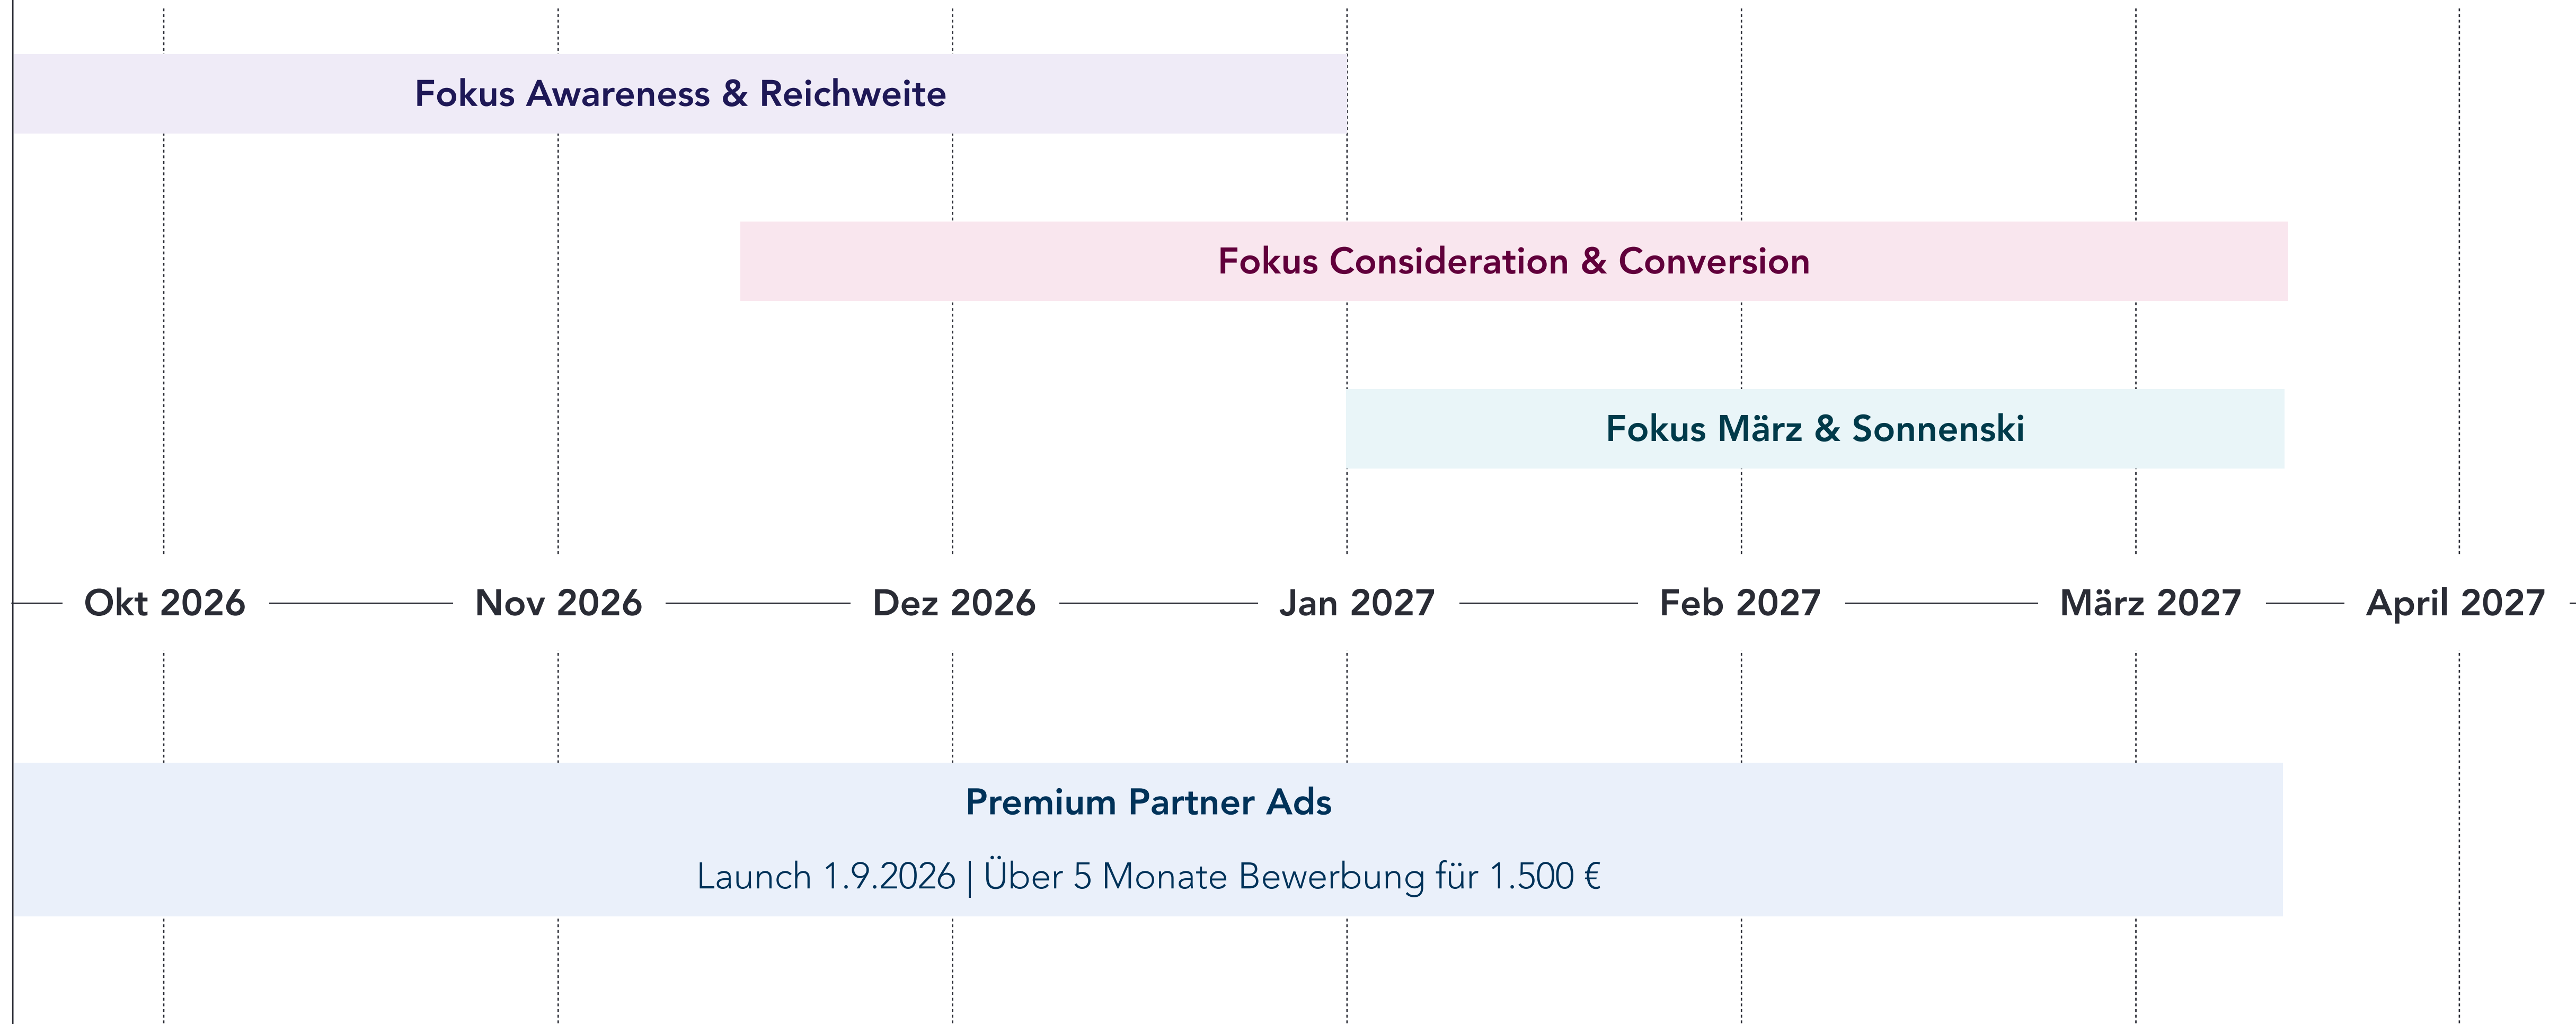 Fokus Awareness & Reichweite
Fokus Consideration & Conversion
Fokus März & Sonnenski
Okt 2026 Nov 2026 Dez 2026 Jan 2027 Feb 2027 März 2027 April 2027
Premium Partner Ads
Launch 1.9.2026 | Über 5 Monate Bewerbung für 1.500 €